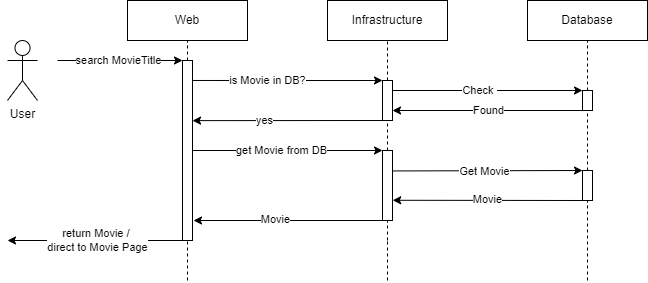 Web
Infrastructure
Database
search MovieTitle
User
is Movie in DB?
Check
Found
yes
get Movie from DB
Get Movie
Movie
Movie
return Movie /
direct to Movie Page